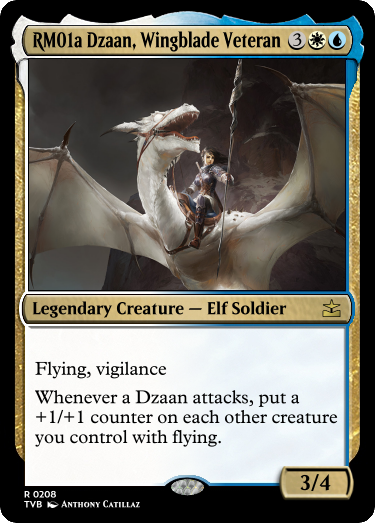 RM01a Dzaan, Wingblade Veteran 3
Legendary Creature — Elf Soldier
Flying, vigilance
Whenever a Dzaan attacks, put a
+1/+1 counter on each other creature
you control with flying.
3/4
R 0208
TVB Anthony Catillaz